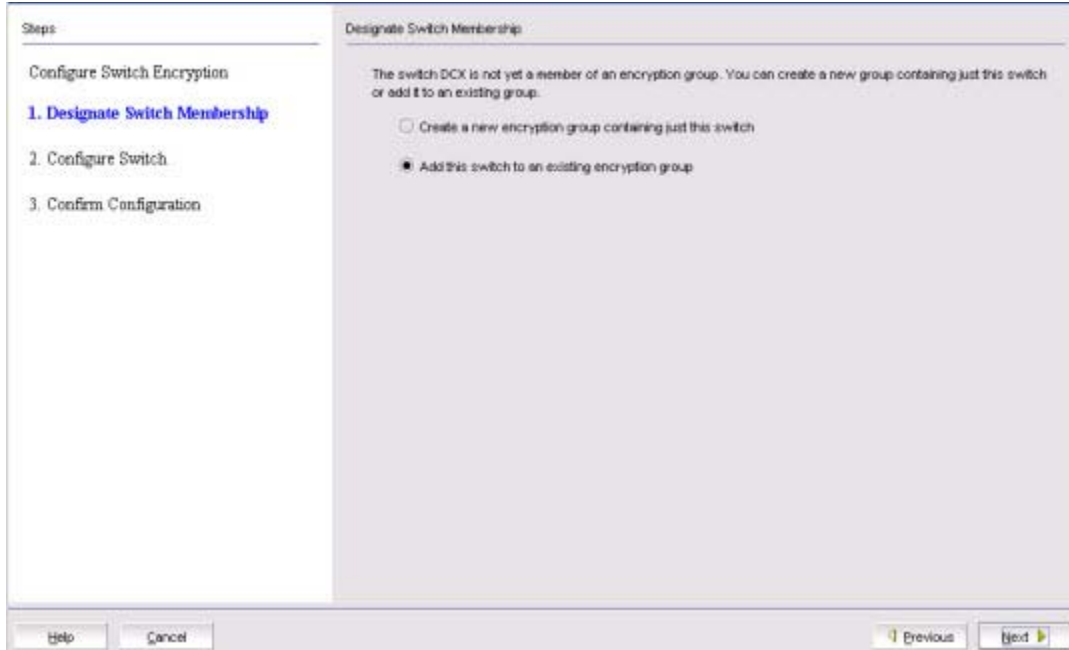 Steps
Configure Switch Encryption
1. Designate Switch Membership
2. Configure Switch
3. Confirm Configuration
Designate Switch Membership
The switch DCX is not yet a member of an encryption group. You can create a new group containing just this switch
or add it to an existing group.
Create a new encryption group containing just this switch
Add this switch to an existing encryption group
Help
Cancel
Previous
Next